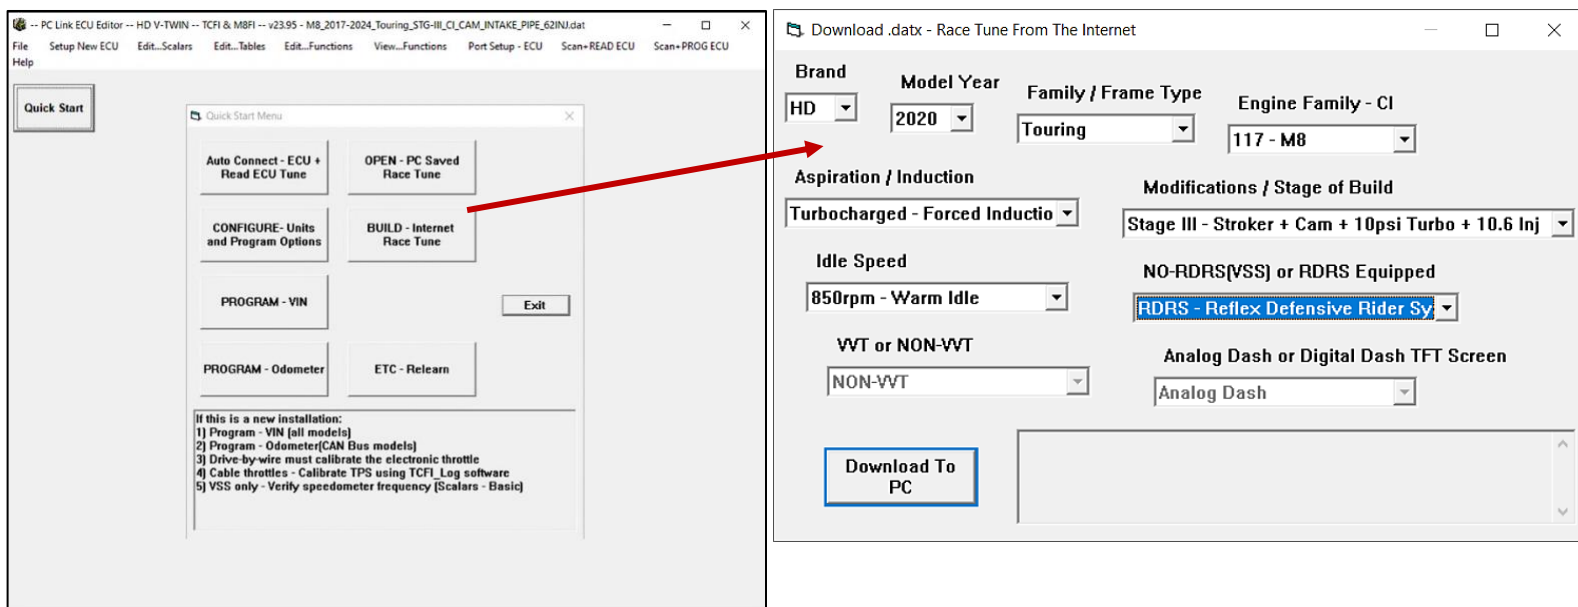 -- PC Link ECU Editor -- HD V-TWIN -- TCFI & M8FI -- v23.95 - M8_2017-2024_Touring_STG-III_CI_CAM_INTAKE_PIPE_62INJ.dat
File Setup New ECU Edit...Scalars Edit...Tables Edit...Functions View...Functions Port Setup - ECU Scan+READ ECU Scan+PROG ECU
Help
Quick Start
Quick Start Menu
Auto Connect - ECU +
Read ECU Tune
OPEN - PC Saved
Race Tune
CONFIGURE- Units
and Program Options
BUILD - Internet
Race Tune
PROGRAM - VIN
Exit
PROGRAM - Odometer
ETC - Relearn
If this is a new installation:
1) Program - VIN (all models)
2) Program - Odometer(CAN Bus models)
3) Drive-by-wire must calibrate the electronic throttle
4) Cable throttles - Calibrate TPS using TCFI_Log software
5) VSS only - Verify speedometer frequency (Scalars - Basic)
Download .datx - Race Tune From The Internet
Brand
HD
Model Year
2020
Family / Frame Type
Touring
Engine Family - CI
117 - M8
Aspiration / Induction
Turbocharged - Forced Inductio
Modifications / Stage of Build
Stage III - Stroker + Cam + 10psi Turbo + 10.6 Inj
Idle Speed
850rpm - Warm Idle
NO-RDRS(VSS) or RDRS Equipped
RDRS - Reflex Defensive Rider Sy
VVT or NON-VVT
NON-VVT
Analog Dash or Digital Dash TFT Screen
Analog Dash
Download To
PC